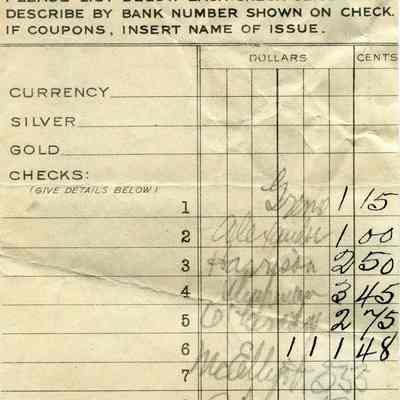 DESCRIBE BY BANK NUMBER SHOWN ON CHECK.
IF COUPONS, INSERT NAME OF ISSUE.
DOLLARS CENTS
CURRENCY
SILVER
GOLD
CHECKS:
(GIVE DETAILS BELOW)
1 1 15
2 1 00
3 2 50
4 3 45
5 2 75
6 1 1 1 48
7